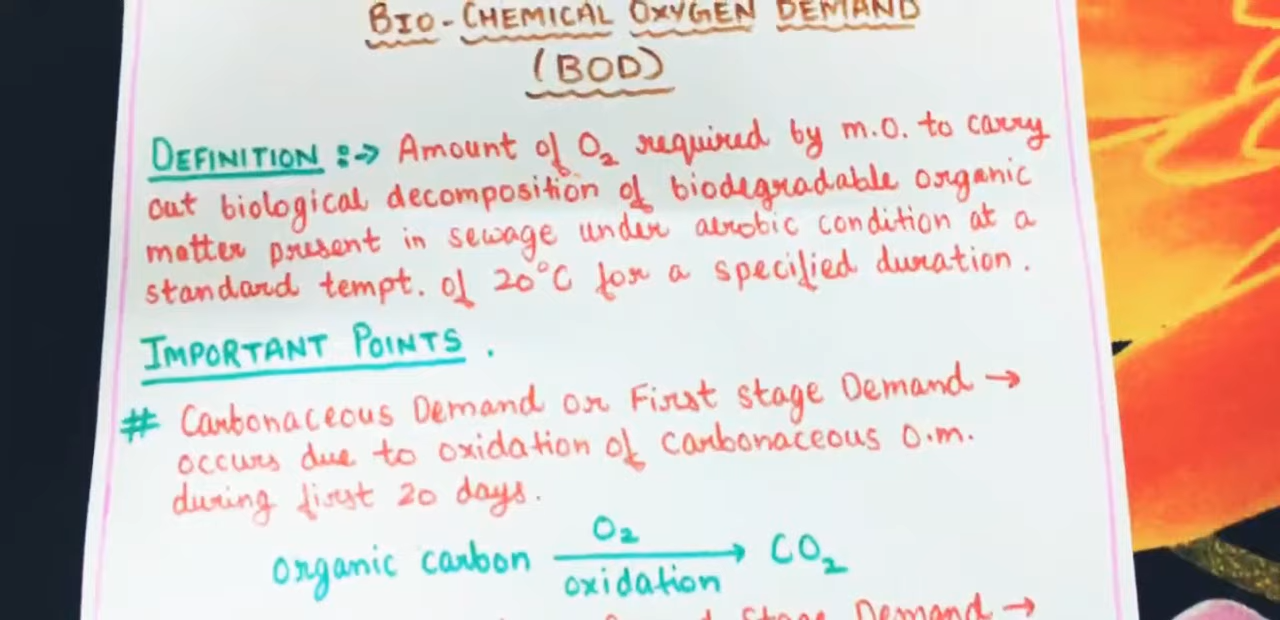 BIO-CHEMICAL OXYGEN DEMAND
(BOD)
DEFINITION :→ Amount of O₂ required by m.o. to carry
out biological decomposition of biodegradable organic
matter present in sewage under aerobic condition at a
standard tempt. of 20°C for a specified duration.
IMPORTANT POINTS.
# Carbonaceous Demand or First stage Demand →
occurs due to oxidation of carbonaceous o.m.
during first 20 days.
O₂
organic carbon → CO₂
oxidation
Stage Demand →